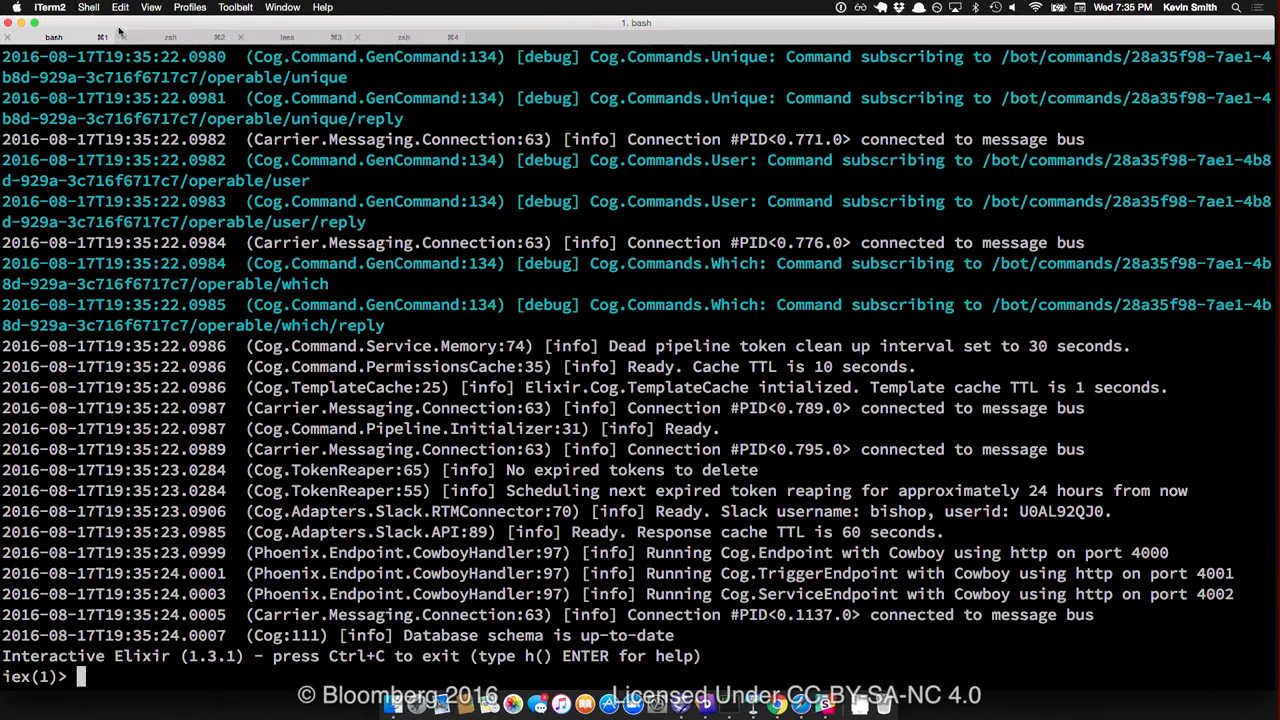 iTerm2 Shell Edit View Profiles Toolbelt Window Help Wed 7:35 PM Kevin Smith
1. bash
bash ⌘1 zsh ⌘2 less ⌘3 zsh ⌘4
2016-08-17T19:35:22.0980 (Cog.Command.GenCommand:134) [debug] Cog.Commands.Unique: Command subscribing to /bot/commands/28a35f98-7ae1-4
b8d-929a-3c716f6717c7/operable/unique
2016-08-17T19:35:22.0981 (Cog.Command.GenCommand:134) [debug] Cog.Commands.Unique: Command subscribing to /bot/commands/28a35f98-7ae1-4
b8d-929a-3c716f6717c7/operable/unique/reply
2016-08-17T19:35:22.0982 (Carrier.Messaging.Connection:63) [info] Connection #PID<0.771.0> connected to message bus
2016-08-17T19:35:22.0982 (Cog.Command.GenCommand:134) [debug] Cog.Commands.User: Command subscribing to /bot/commands/28a35f98-7ae1-4b8
d-929a-3c716f6717c7/operable/user
2016-08-17T19:35:22.0983 (Cog.Command.GenCommand:134) [debug] Cog.Commands.User: Command subscribing to /bot/commands/28a35f98-7ae1-4b8
d-929a-3c716f6717c7/operable/user/reply
2016-08-17T19:35:22.0984 (Carrier.Messaging.Connection:63) [info] Connection #PID<0.776.0> connected to message bus
2016-08-17T19:35:22.0984 (Cog.Command.GenCommand:134) [debug] Cog.Commands.Which: Command subscribing to /bot/commands/28a35f98-7ae1-4b
8d-929a-3c716f6717c7/operable/which
2016-08-17T19:35:22.0985 (Cog.Command.GenCommand:134) [debug] Cog.Commands.Which: Command subscribing to /bot/commands/28a35f98-7ae1-4b
8d-929a-3c716f6717c7/operable/which/reply
2016-08-17T19:35:22.0986 (Cog.Command.Service.Memory:74) [info] Dead pipeline token clean up interval set to 30 seconds.
2016-08-17T19:35:22.0986 (Cog.Command.PermissionsCache:35) [info] Ready. Cache TTL is 10 seconds.
2016-08-17T19:35:22.0986 (Cog.TemplateCache:25) [info] Elixir.Cog.TemplateCache intialized. Template cache TTL is 1 seconds.
2016-08-17T19:35:22.0987 (Carrier.Messaging.Connection:63) [info] Connection #PID<0.789.0> connected to message bus
2016-08-17T19:35:22.0987 (Cog.Command.Pipeline.Initializer:31) [info] Ready.
2016-08-17T19:35:22.0989 (Carrier.Messaging.Connection:63) [info] Connection #PID<0.795.0> connected to message bus
2016-08-17T19:35:23.0284 (Cog.TokenReaper:65) [info] No expired tokens to delete
2016-08-17T19:35:23.0284 (Cog.TokenReaper:55) [info] Scheduling next expired token reaping for approximately 24 hours from now
2016-08-17T19:35:23.0906 (Cog.Adapters.Slack.RTMConnector:70) [info] Ready. Slack username: bishop, userid: U0AL92QJ0.
2016-08-17T19:35:23.0985 (Cog.Adapters.Slack.API:89) [info] Ready. Response cache TTL is 60 seconds.
2016-08-17T19:35:23.0999 (Phoenix.Endpoint.CowboyHandler:97) [info] Running Cog.Endpoint with Cowboy using http on port 4000
2016-08-17T19:35:24.0001 (Phoenix.Endpoint.CowboyHandler:97) [info] Running Cog.TriggerEndpoint with Cowboy using http on port 4001
2016-08-17T19:35:24.0003 (Phoenix.Endpoint.CowboyHandler:97) [info] Running Cog.ServiceEndpoint with Cowboy using http on port 4002
2016-08-17T19:35:24.0005 (Carrier.Messaging.Connection:63) [info] Connection #PID<0.1137.0> connected to message bus
2016-08-17T19:35:24.0007 (Cog:111) [info] Database schema is up-to-date
Interactive Elixir (1.3.1) - press Ctrl+C to exit (type h() ENTER for help)
iex(1)>
© Bloomberg 2016 Licensed Under CC-BY-SA-NC 4.0